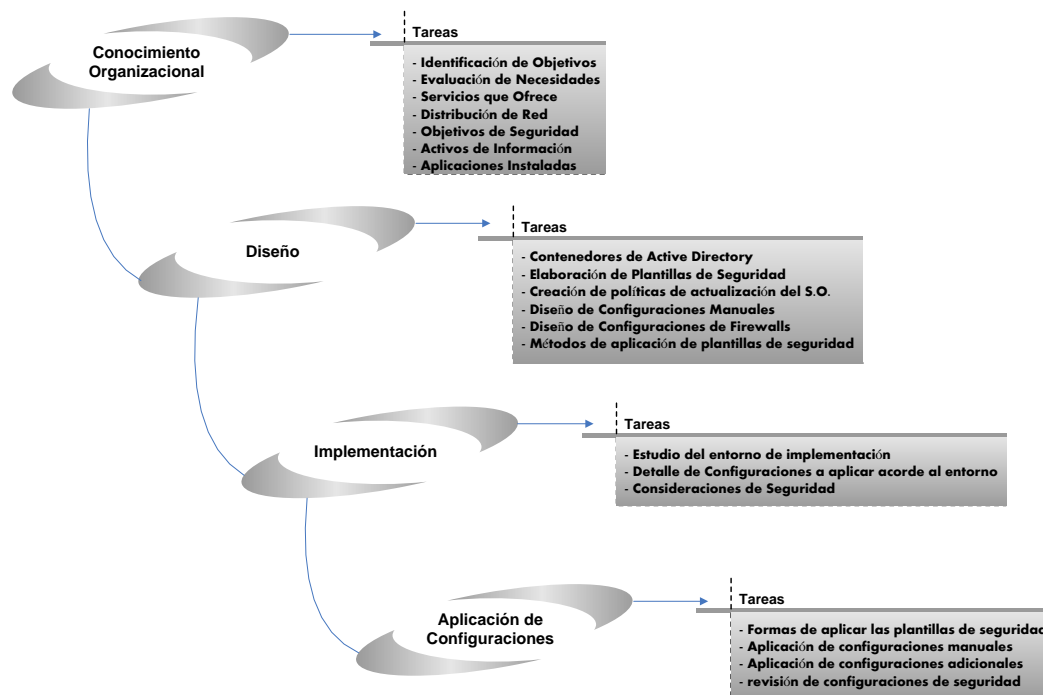 Conocimiento
Organizacional
Tareas
- Identificación de Objetivos
- Evaluación de Necesidades
- Servicios que Ofrece
- Distribución de Red
- Objetivos de Seguridad
- Activos de Información
- Aplicaciones Instaladas
Diseño
Tareas
- Contenedores de Active Directory
- Elaboración de Plantillas de Seguridad
- Creación de políticas de actualización del S.O.
- Diseño de Configuraciones Manuales
- Diseño de Configuraciones de Firewalls
- Métodos de aplicación de plantillas de seguridad
Implementación
Tareas
- Estudio del entorno de implementación
- Detalle de Configuraciones a aplicar acorde al entorno
- Consideraciones de Seguridad
Aplicación de
Configuraciones
Tareas
- Formas de aplicar las plantillas de seguridad
- Aplicación de configuraciones manuales
- Aplicación de configuraciones adicionales
- revisión de configuraciones de seguridad